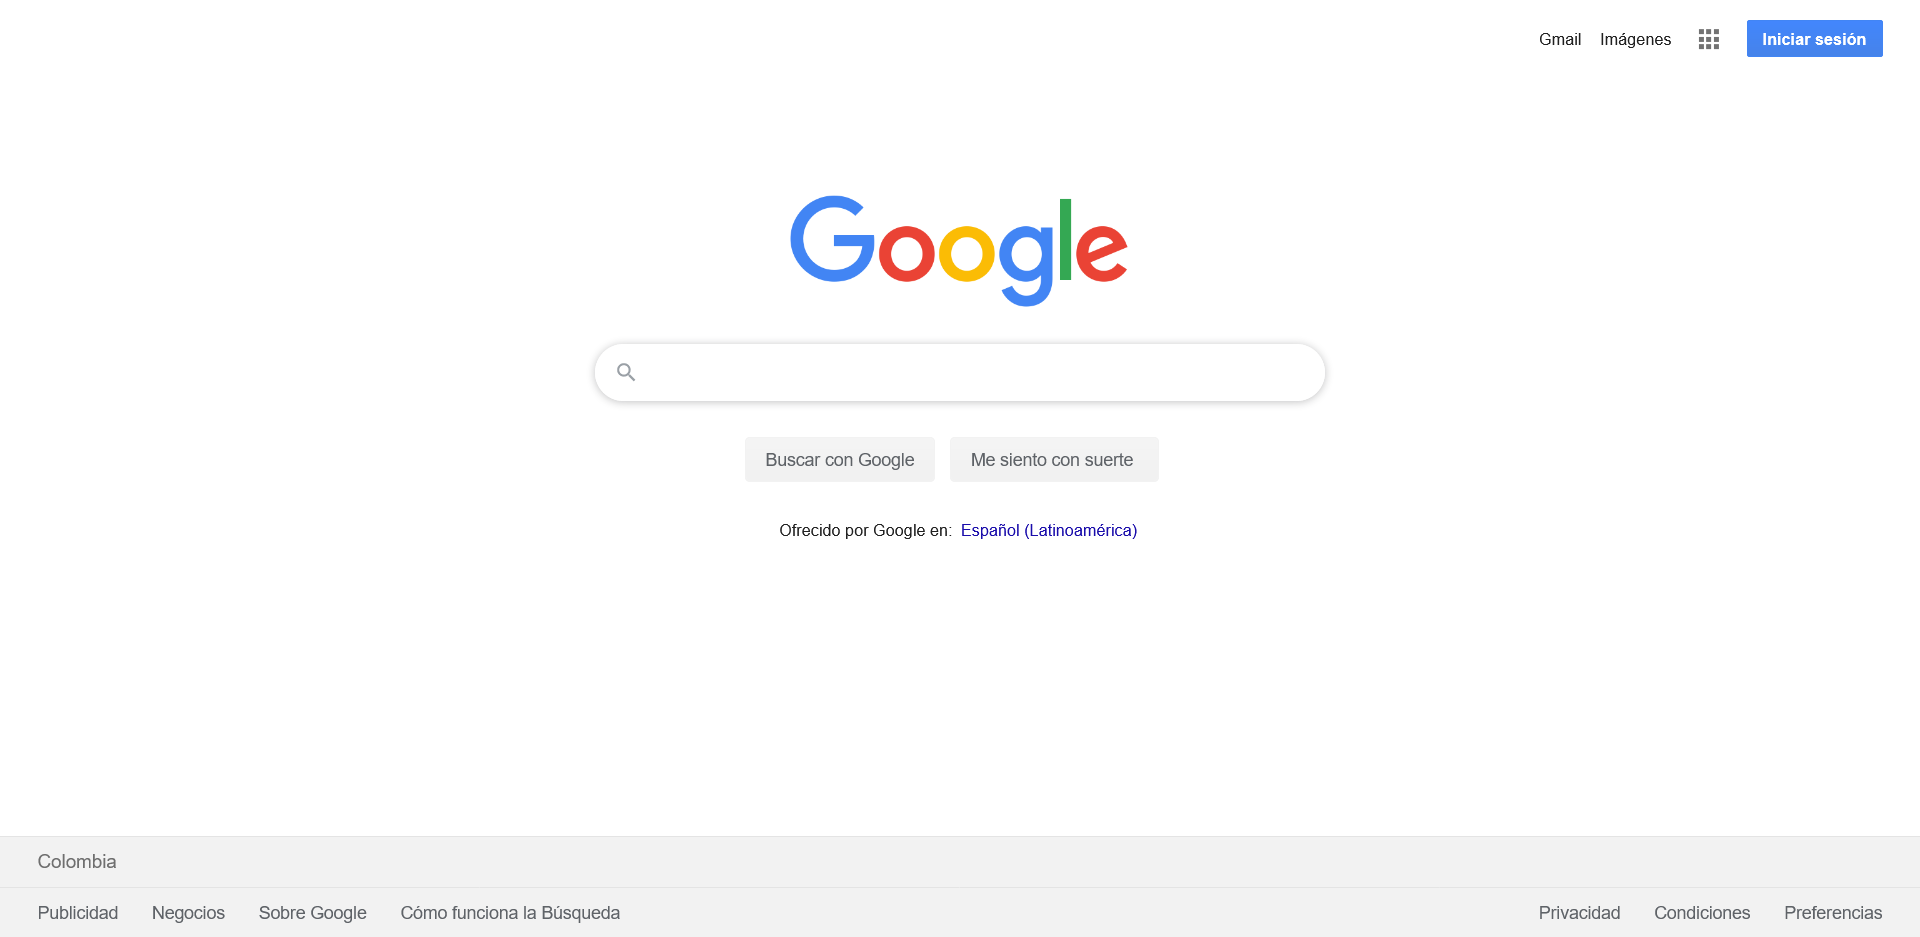 Gmail Imágenes Iniciar sesión
Google
Buscar con Google Me siento con suerte
Ofrecido por Google en: Español (Latinoamérica)
Colombia
Publicidad Negocios Sobre Google Cómo funciona la Búsqueda Privacidad Condiciones Preferencias